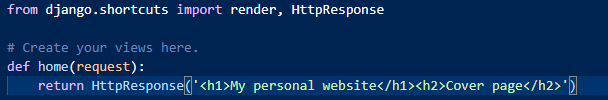 from django.shortcuts import render, HttpResponse
# Create your views here.
def home(request):
return HttpResponse('<h1>My personal website</h1><h2>Cover page</h2>')